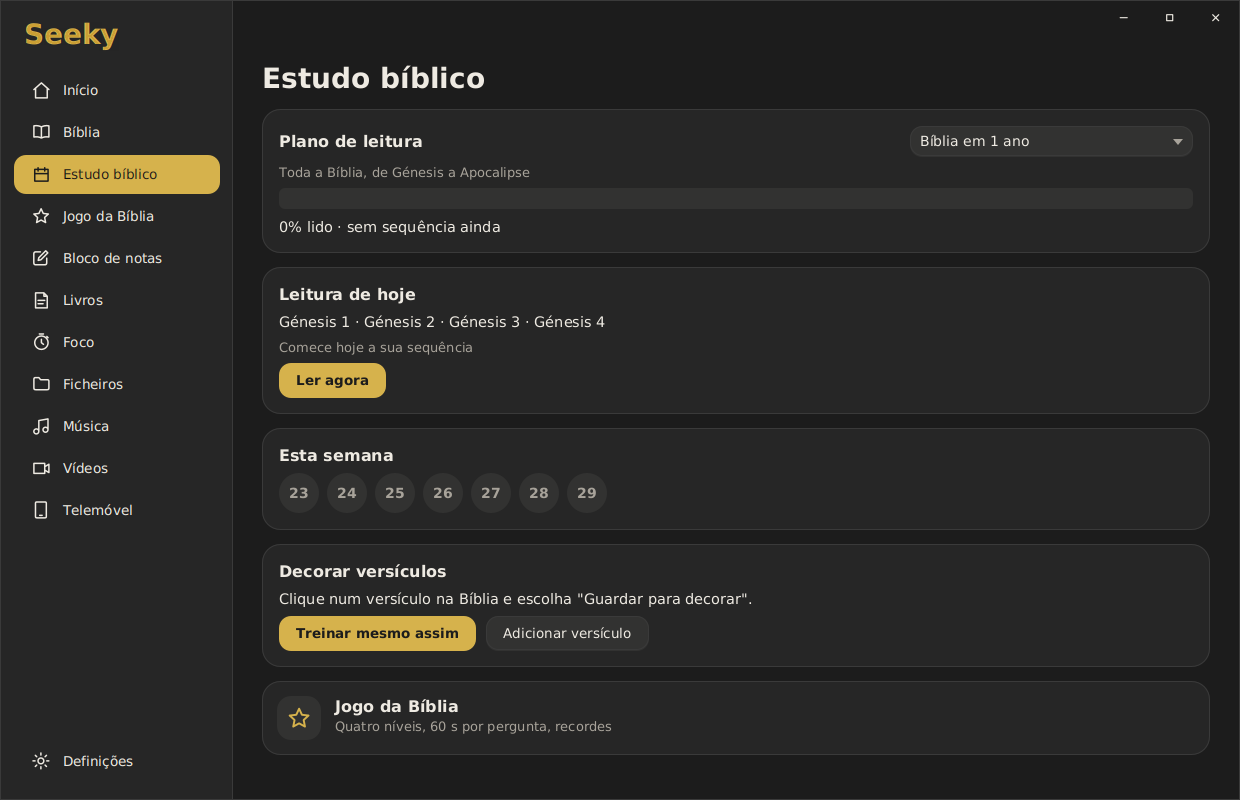 Seeky
Início
Bíblia
Estudo bíblico
Jogo da Bíblia
Bloco de notas
Livros
Foco
Ficheiros
Música
Vídeos
Telemóvel
Definições
Estudo bíblico
Plano de leitura
Bíblia em 1 ano
Toda a Bíblia, de Génesis a Apocalipse
0% lido · sem sequência ainda
Leitura de hoje
Génesis 1 · Génesis 2 · Génesis 3 · Génesis 4
Comece hoje a sua sequência
Ler agora
Esta semana
23 24 25 26 27 28 29
Decorar versículos
Clique num versículo na Bíblia e escolha "Guardar para decorar".
Treinar mesmo assim
Adicionar versículo
Jogo da Bíblia
Quatro níveis, 60 s por pergunta, recordes